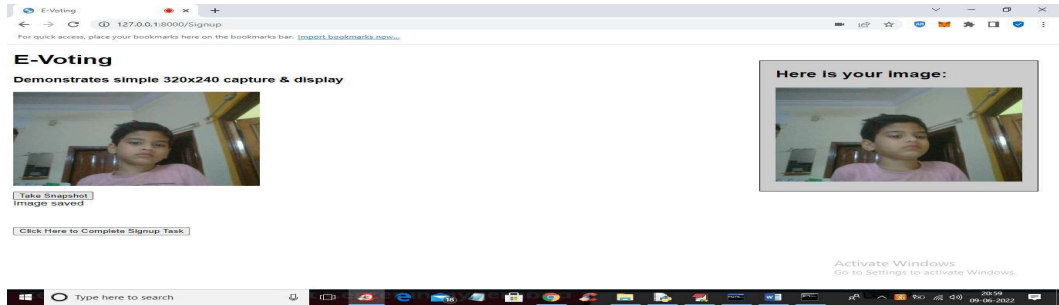 E-Voting
127.0.0.1:8000/Signup
For quick access, place your bookmarks here on the bookmarks bar. Import bookmarks now...
E-Voting
Demonstrates simple 320x240 capture & display
Here is your image:
Take Snapshot
Image saved
Click Here to Complete Signup Task
Activate Windows
Go to Settings to activate Windows.
Type here to search
20:59
09-06-2022